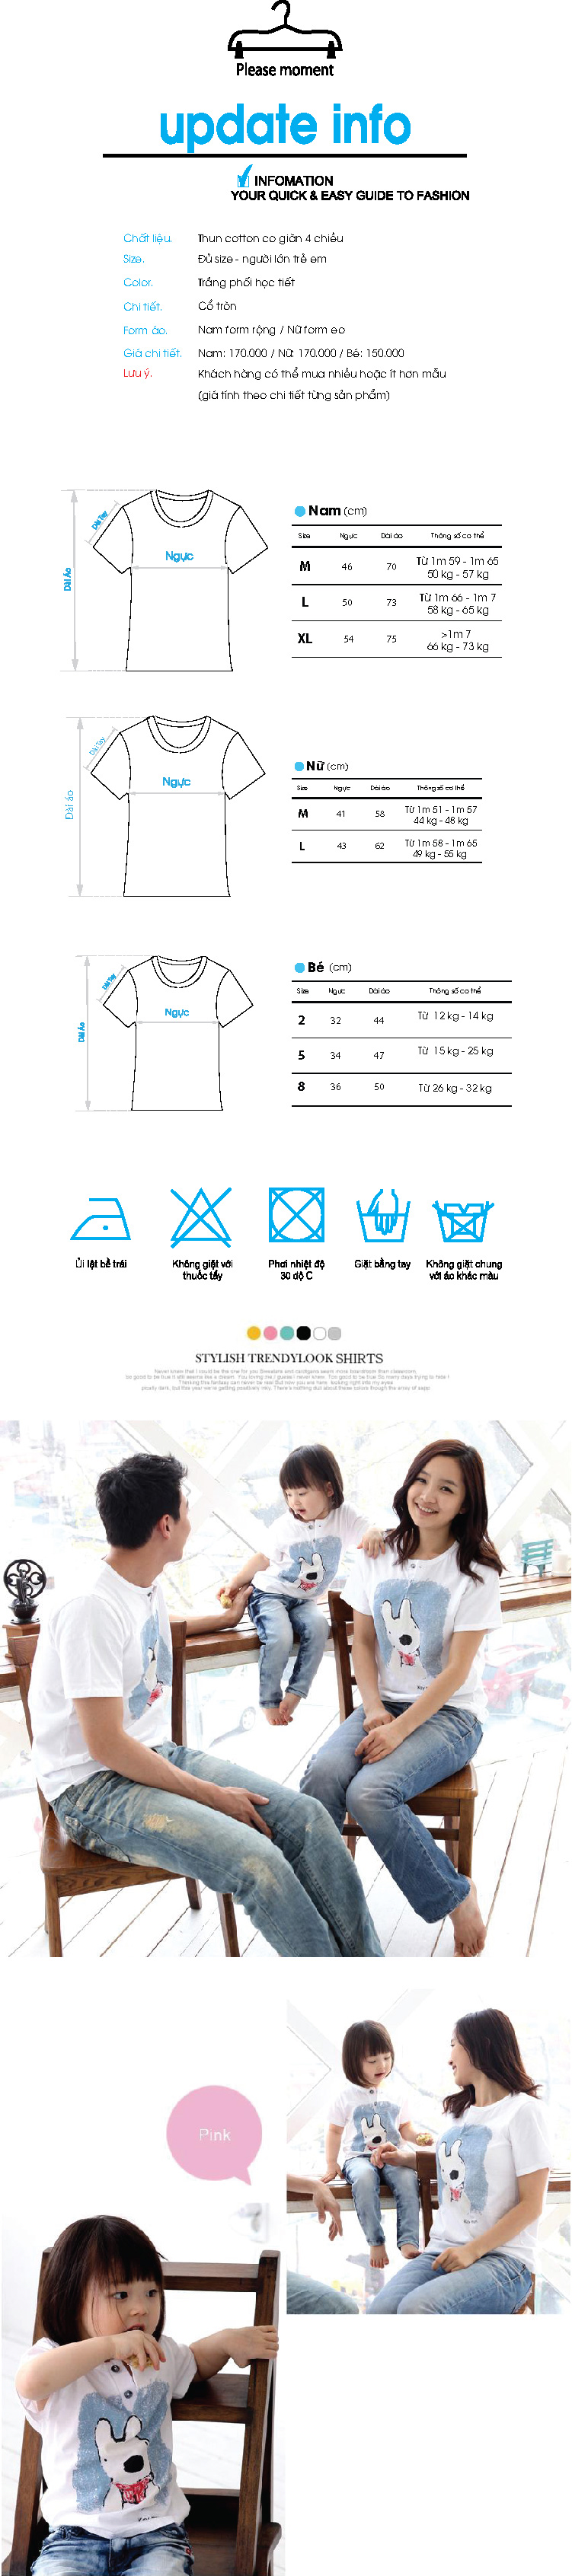 Please moment
update info
INFOMATION
YOUR QUICK & EASY GUIDE TO FASHION
Chất liệu. Thun cotton co giãn 4 chiều
Size. Đủ size - người lớn trẻ em
Color. Trắng phối học tiết
Chi tiết. Cổ tròn
Form áo. Nam form rộng / Nữ form eo
Giá chi tiết. Nam: 170.000 / Nữ: 170.000 / Bé: 150.000
Lưu ý. Khách hàng có thể mua nhiều hoặc ít hơn mẫu
(giá tính theo chi tiết từng sản phẩm)
Dài Tay
Ngực
Dài Áo
Nam (cm)
Size Ngực Dài áo Thông số cơ thể
M 46 70 Từ 1m 59 - 1m 65
50 kg - 57 kg
L 50 73 Từ 1m 66 - 1m 7
58 kg - 65 kg
XL 54 75 >1m 7
66 kg - 73 kg
Dài Tay
Ngực
Dài áo
Nữ (cm)
Size Ngực Dài áo Thông số cơ thể
M 41 58 Từ 1m 51 - 1m 57
44 kg - 48 kg
L 43 62 Từ 1m 58 - 1m 65
49 kg - 55 kg
Dài Tay
Ngực
Dài Áo
Bé (cm)
Size Ngực Dài áo Thông số cơ thể
2 32 44 Từ 12 kg - 14 kg
5 34 47 Từ 15 kg - 25 kg
8 36 50 Từ 26 kg - 32 kg
Ủi lật bề trái
Không giặt với
thuốc tẩy
Phơi nhiệt độ
30 độ C
Giặt bằng tay
Không giặt chung
với áo khác màu
STYLISH TRENDYLOOK SHIRTS
Pink